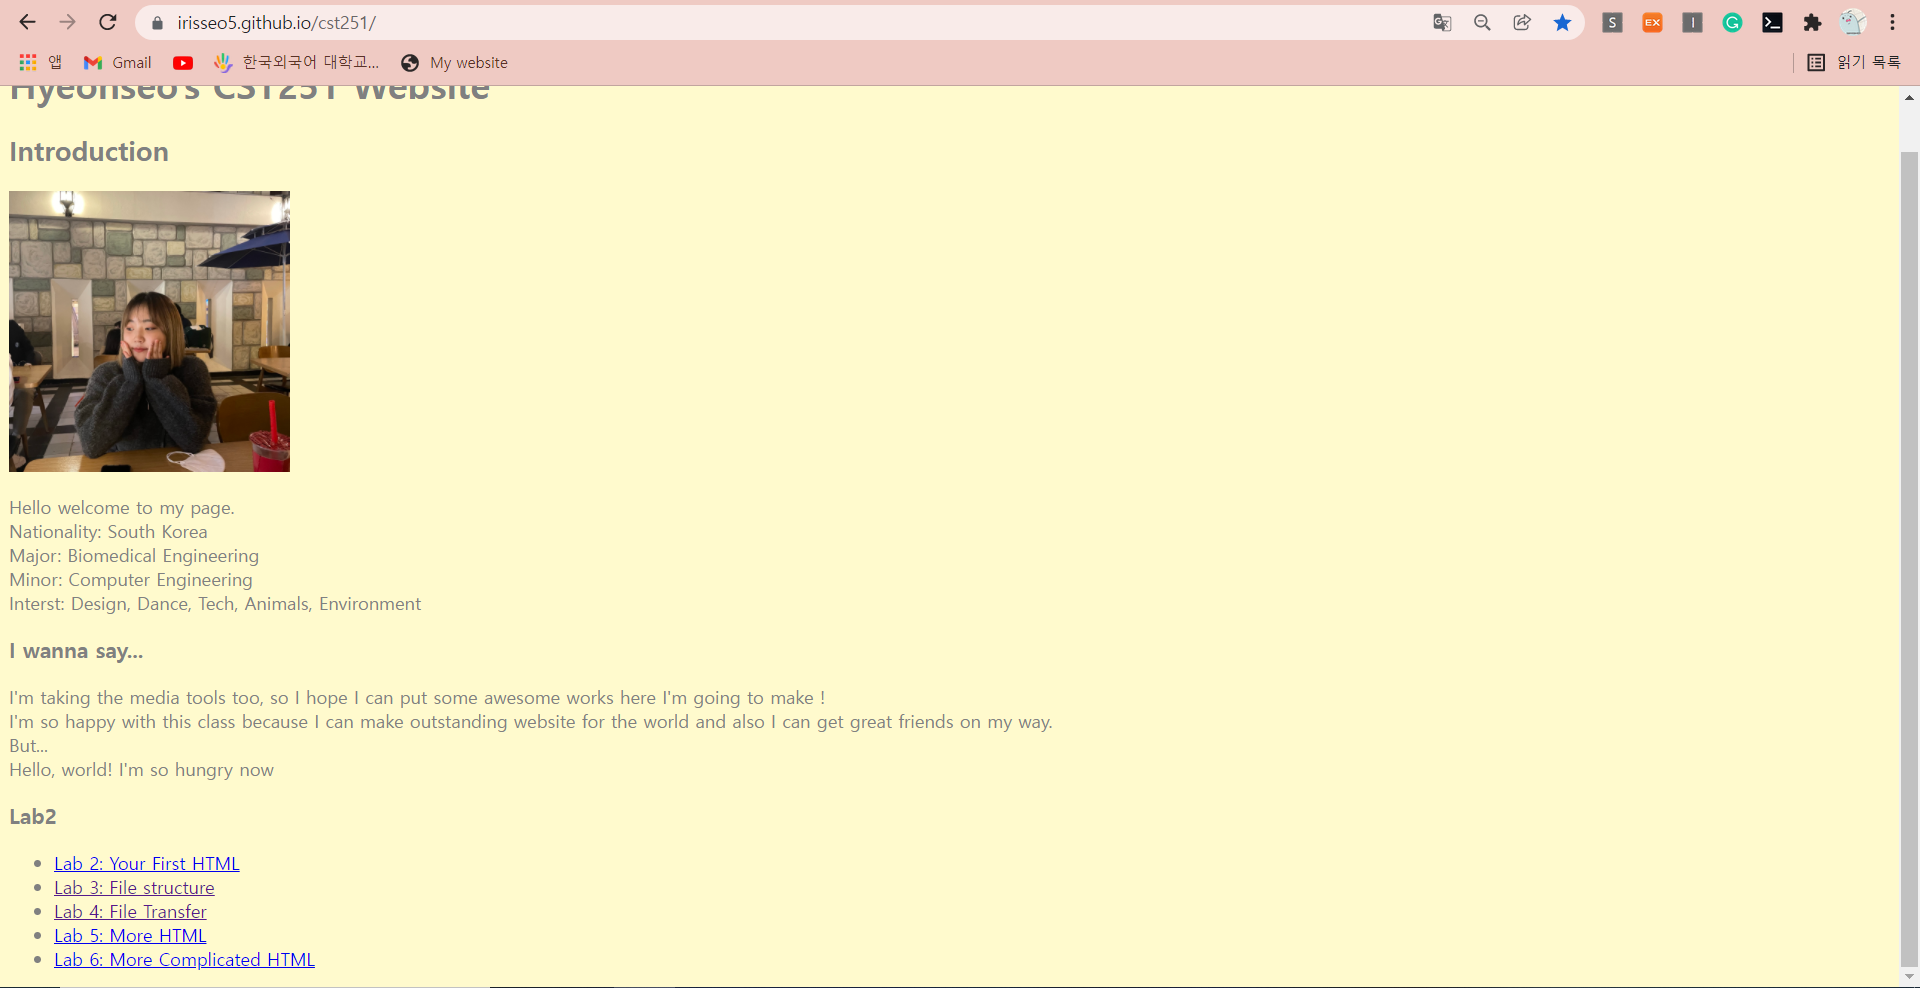 irisseo5.github.io/cst251/
S
EX
I
G
앱
Gmail
한국외국어 대학교...
My website
읽기 목록
Hyeonseo's CST251 Website
Introduction
Hello welcome to my page.
Nationality: South Korea
Major: Biomedical Engineering
Minor: Computer Engineering
Interst: Design, Dance, Tech, Animals, Environment
I wanna say...
I'm taking the media tools too, so I hope I can put some awesome works here I'm going to make !
I'm so happy with this class because I can make outstanding website for the world and also I can get great friends on my way.
But...
Hello, world! I'm so hungry now
Lab2
Lab 2: Your First HTML
Lab 3: File structure
Lab 4: File Transfer
Lab 5: More HTML
Lab 6: More Complicated HTML